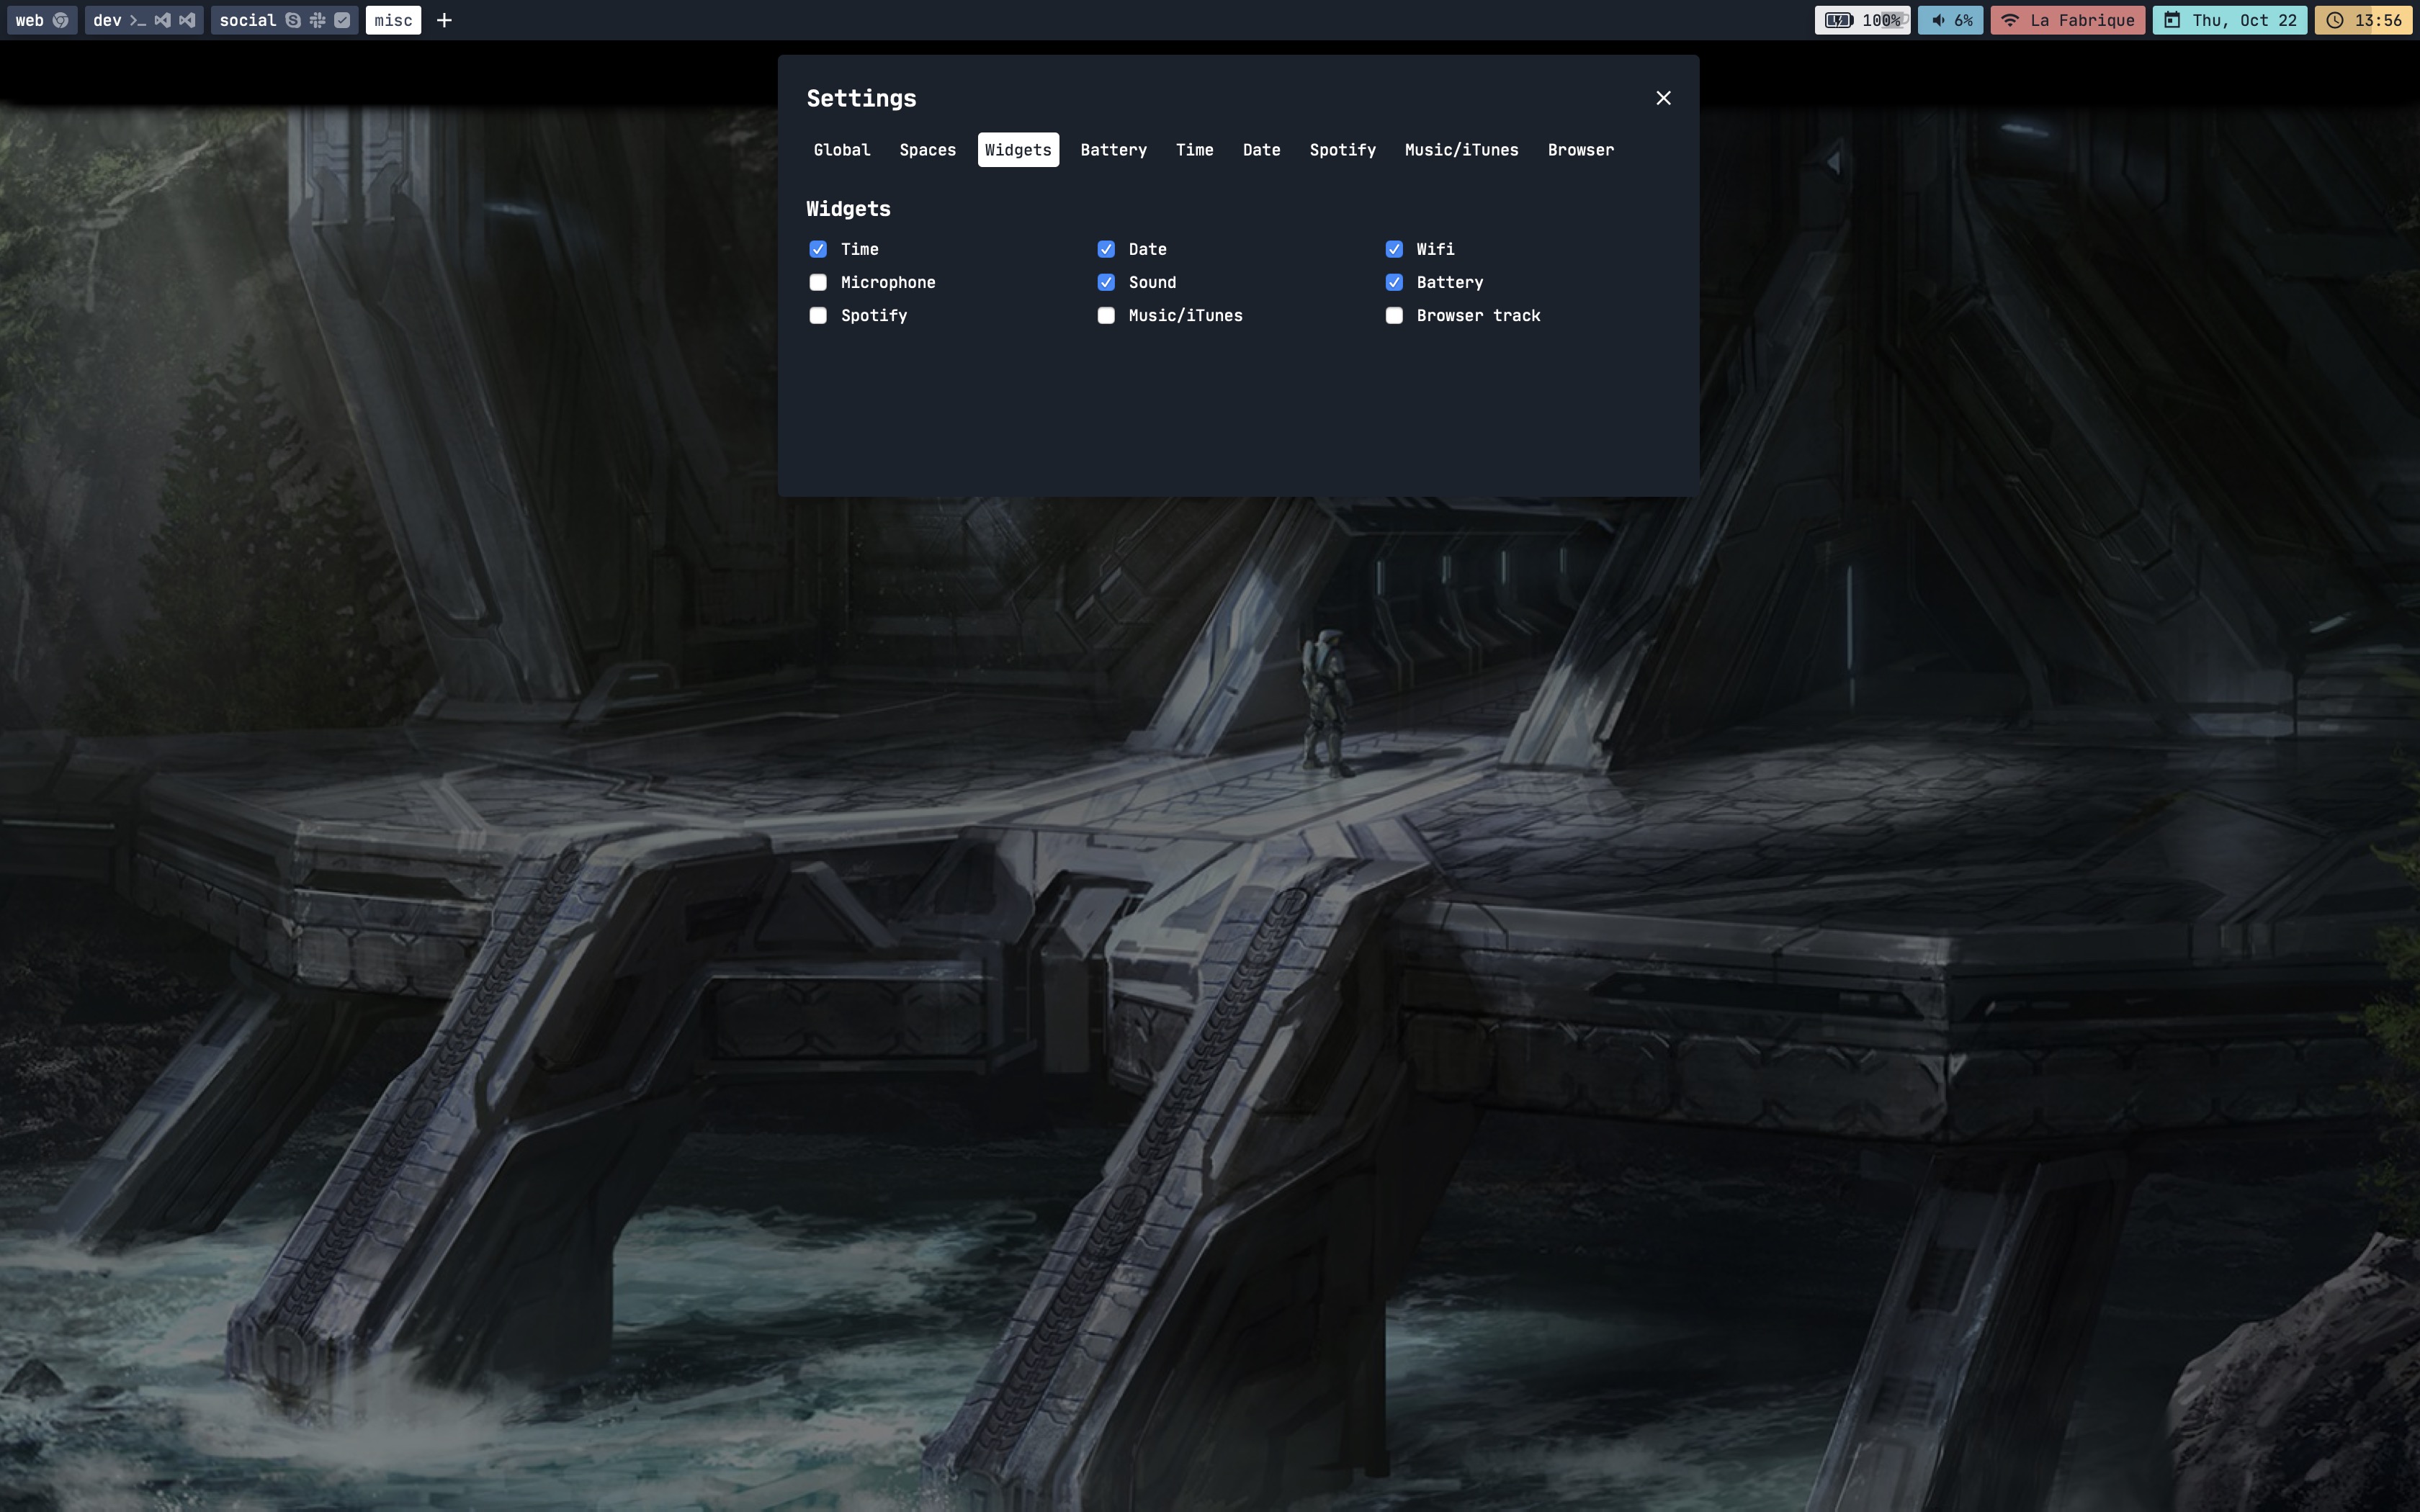 web dev social misc 100% 6% La Fabrique Thu, Oct 22 13:56
Settings
Global Spaces Widgets Battery Time Date Spotify Music/iTunes Browser
Widgets
Time Date Wifi
Microphone Sound Battery
Spotify Music/iTunes Browser track